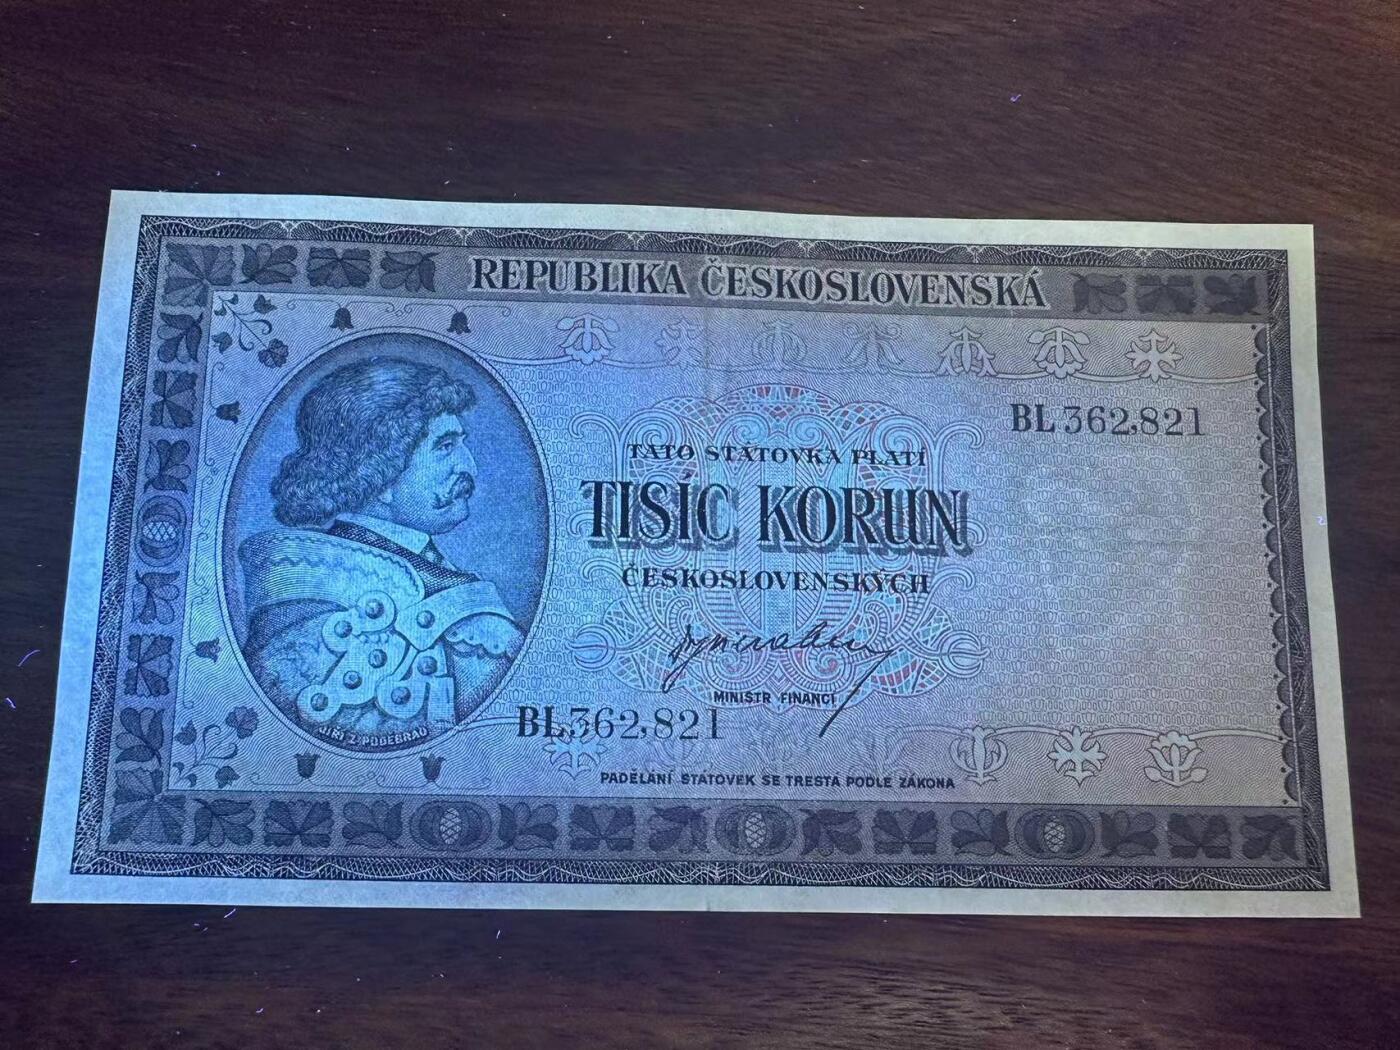 REPUBLIKA ČESKOSLOVENSKÁ
BL 362,821
TATO STÁTOVKA PLATÍ
TISÍC KORUN
ČESKOSLOVENSKÝCH
MINISTR FINANCÍ
BL 362,821
JIŘÍ Z PODĚBRAD
PADĚLÁNÍ STÁTOVEK SE TRESTÁ PODLE ZÁKONA